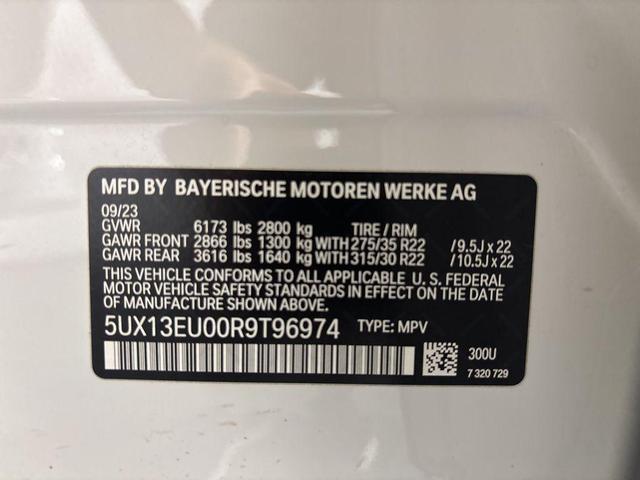 MFD BY BAYERISCHE MOTOREN WERKE AG
09/23
GVWR 6173 lbs 2800 kg TIRE / RIM
GAWR FRONT 2866 lbs 1300 kg WITH 275/35 R22 /9.5J x 22
GAWR REAR 3616 lbs 1640 kg WITH 315/30 R22 /10.5J x 22
THIS VEHICLE CONFORMS TO ALL APPLICABLE U. S. FEDERAL
MOTOR VEHICLE SAFETY STANDARDS IN EFFECT ON THE DATE
OF MANUFACTURE SHOWN ABOVE.
5UX13EU00R9T96974 TYPE: MPV
300U
7 320 729